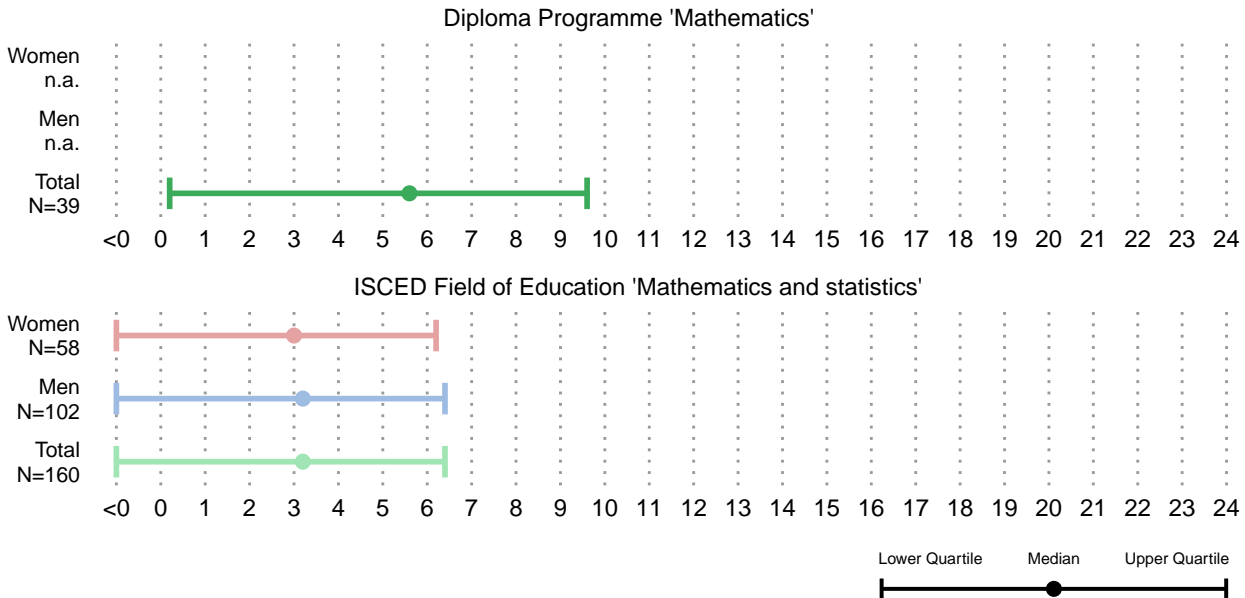 Diploma Programme 'Mathematics'
Women
n.a.
Men
n.a.
Total
N=39
<0 0 1 2 3 4 5 6 7 8 9 10 11 12 13 14 15 16 17 18 19 20 21 22 23 24
ISCED Field of Education 'Mathematics and statistics'
Women
N=58
Men
N=102
Total
N=160
<0 0 1 2 3 4 5 6 7 8 9 10 11 12 13 14 15 16 17 18 19 20 21 22 23 24
Lower Quartile Median Upper Quartile